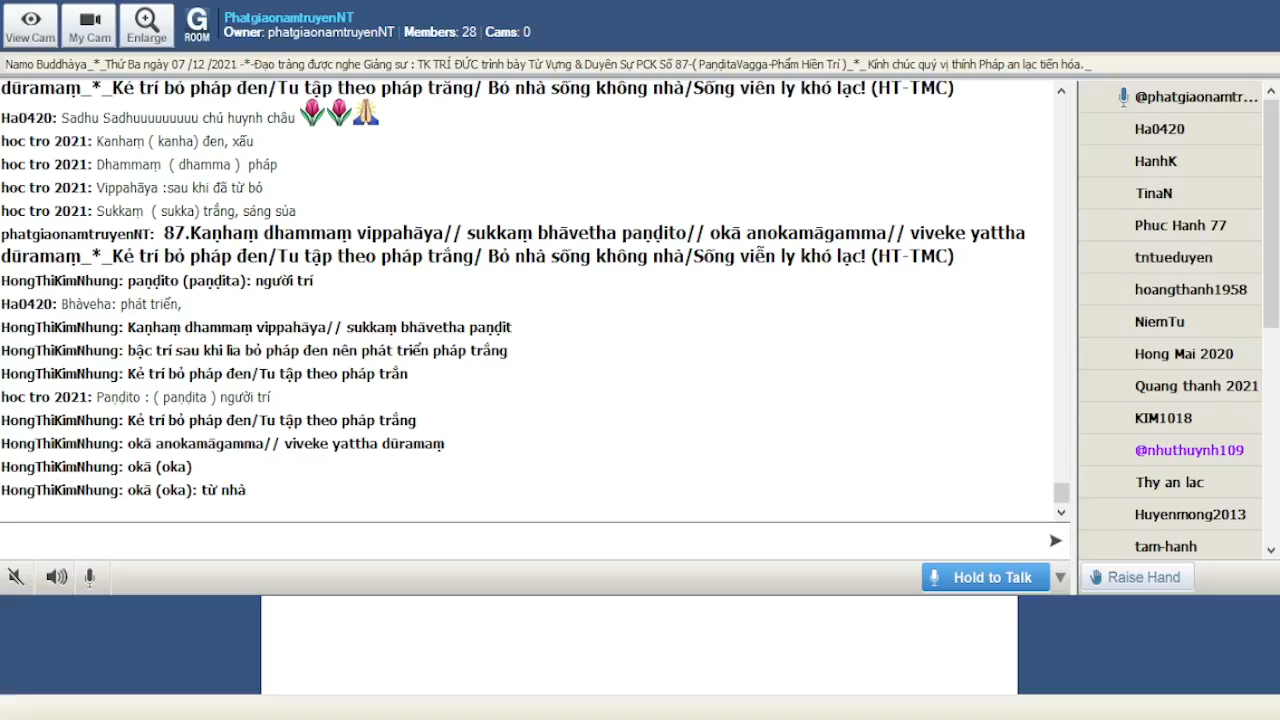 View Cam
My Cam
Enlarge
G
ROOM
PhatgiaonamtruyenNT
Owner: phatgiaonamtruyenNT | Members: 28 | Cams: 0
Namo Buddhàya_*_Thứ Ba ngày 07 /12 /2021 -*-Đạo tràng được nghe Giảng sư : TK TRÍ ĐỨC trình bày Từ Vựng & Duyên Sự PCK Số 87-( PaṇḍitaVagga-Phẩm Hiền Trí )_*_ Kính chúc quý vị thính Pháp an lạc tiến hóa. _
dūramaṃ_*_Kẻ trí bỏ pháp đen/Tu tập theo pháp trắng/ Bỏ nhà sống không nhà/Sống viên ly khó lạc! (HT-TMC)
Ha0420: Sadhu Sadhuuuuuuuuu chú huynh châu
hoc tro 2021: Kanhaṃ ( kanha) đen, xấu
hoc tro 2021: Dhammaṃ  ( dhamma )  pháp
hoc tro 2021: Vippahāya :sau khi đã từ bỏ
hoc tro 2021: Sukkaṃ  ( sukka) trắng, sáng sủa
phatgiaonamtruyenNT: 87.Kaṇhaṃ dhammaṃ vippahāya// sukkaṃ bhāvetha paṇḍito// okā anokamāgamma// viveke yattha
dūramaṃ_*_Kẻ trí bỏ pháp đen/Tu tập theo pháp trắng/ Bỏ nhà sống không nhà/Sống viễn ly khó lạc! (HT-TMC)
HongThiKimNhung: paṇḍito (paṇḍita): người trí
Ha0420: Bhàveha: phát triển,
HongThiKimNhung: Kaṇhaṃ dhammaṃ vippahāya// sukkaṃ bhāvetha paṇḍit
HongThiKimNhung: bậc trí sau khi lìa bỏ pháp đen nên phát triển pháp trắng
HongThiKimNhung: Kẻ trí bỏ pháp đen/Tu tập theo pháp trắn
hoc tro 2021: Paṇḍito : ( paṇdita ) người trí
HongThiKimNhung: Kẻ trí bỏ pháp đen/Tu tập theo pháp trắng
HongThiKimNhung: okā anokamāgamma// viveke yattha dūramaṃ
HongThiKimNhung: okā (oka)
HongThiKimNhung: okā (oka): từ nhà
Hold to Talk
@phatgiaonamtr...
Ha0420
HanhK
TinaN
Phuc Hanh 77
tntueduyen
hoangthanh1958
NiemTu
Hong Mai 2020
Quang thanh 2021
KIM1018
@nhuthuynh109
Thy an lac
Huyenmong2013
tam-hanh
Raise Hand